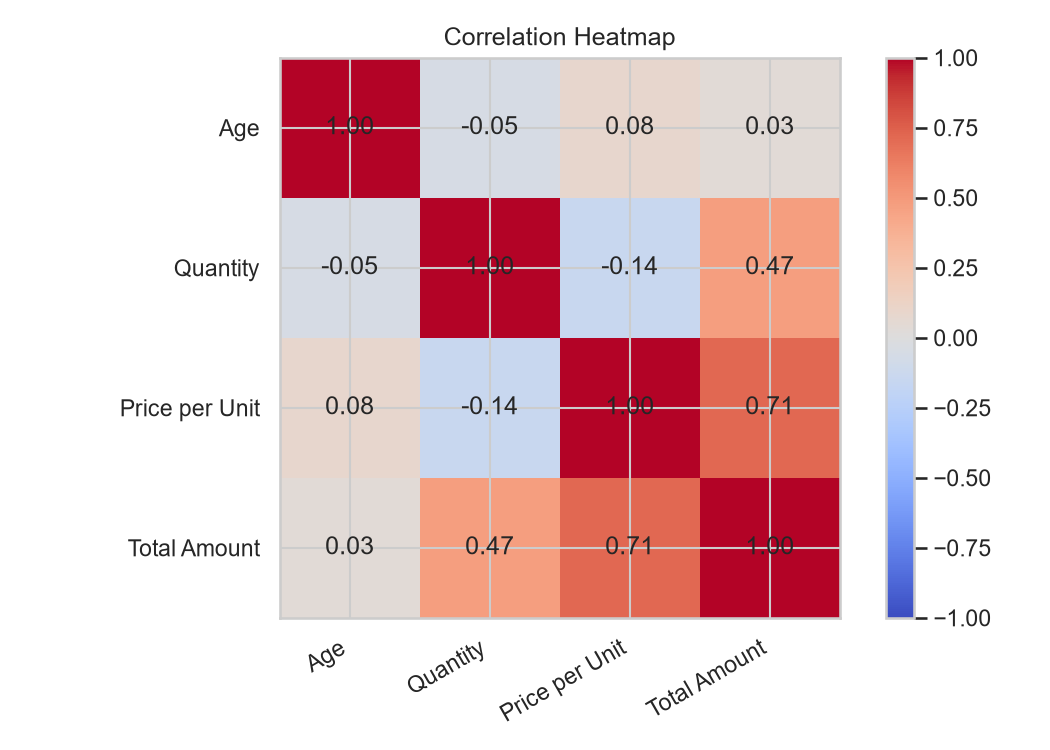 Correlation Heatmap
Age 1.00 -0.05 0.08 0.03
Quantity -0.05 1.00 -0.14 0.47
Price per Unit 0.08 -0.14 1.00 0.71
Total Amount 0.03 0.47 0.71 1.00
Age Quantity Price per Unit Total Amount
1.00
0.75
0.50
0.25
0.00
−0.25
−0.50
−0.75
−1.00